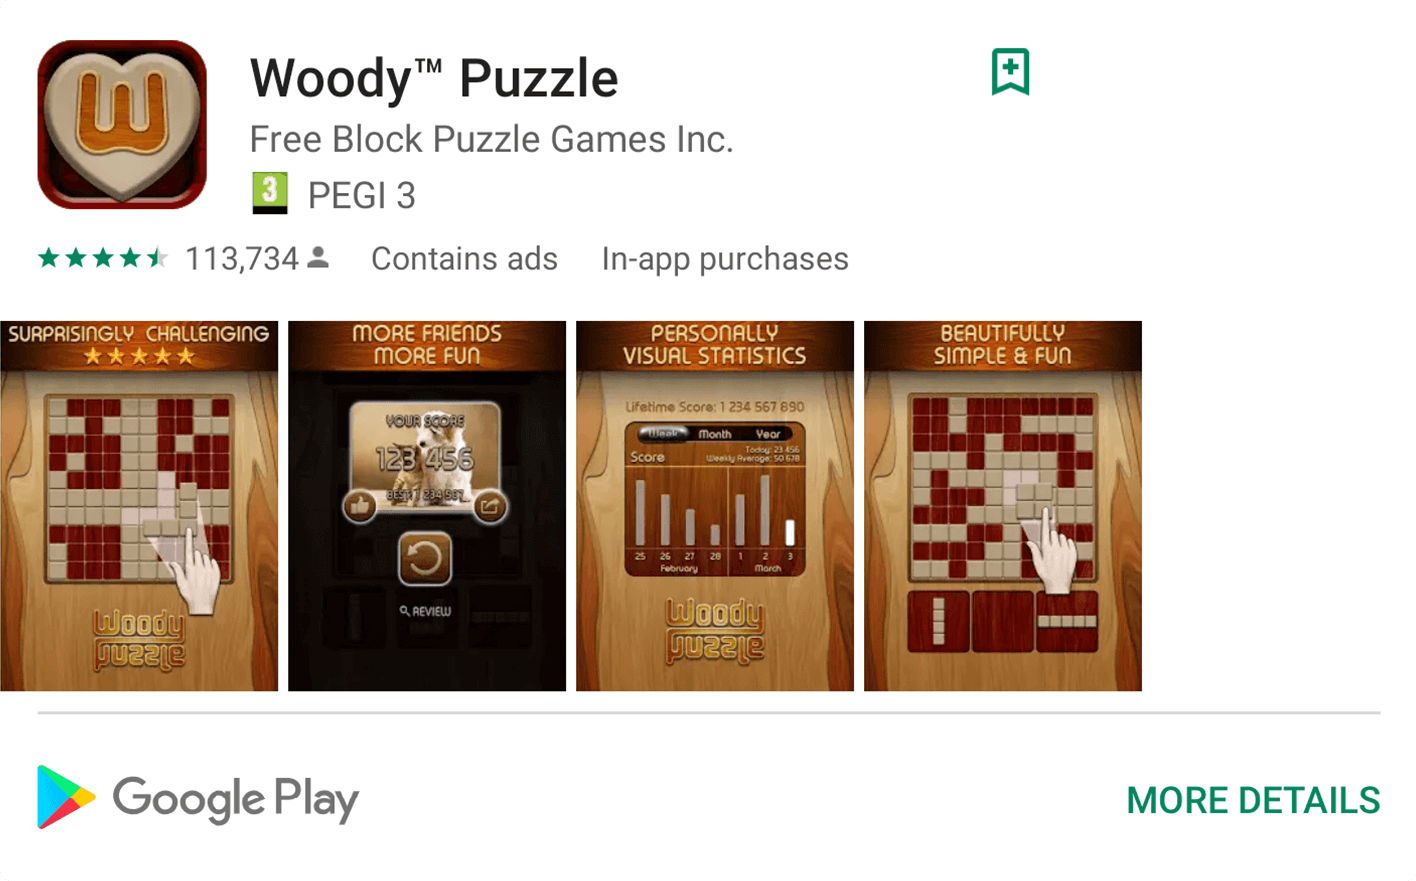 W
Woody™ Puzzle
Free Block Puzzle Games Inc.
3 PEGI 3
113,734 Contains ads In-app purchases
SURPRISINGLY CHALLENGING
Woody
Puzzle
MORE FRIENDS
MORE FUN
YOUR SCORE
123 456
BEST: 1 234 567
REVIEW
PERSONALLY
VISUAL STATISTICS
Lifetime Score: 1 234 567 890
Week Month Year
Today: 23 456
Score Weekly Average: 50 678
25 26 27 28 1 2 3
February March
Woody
Puzzle
BEAUTIFULLY
SIMPLE & FUN
Google Play
MORE DETAILS